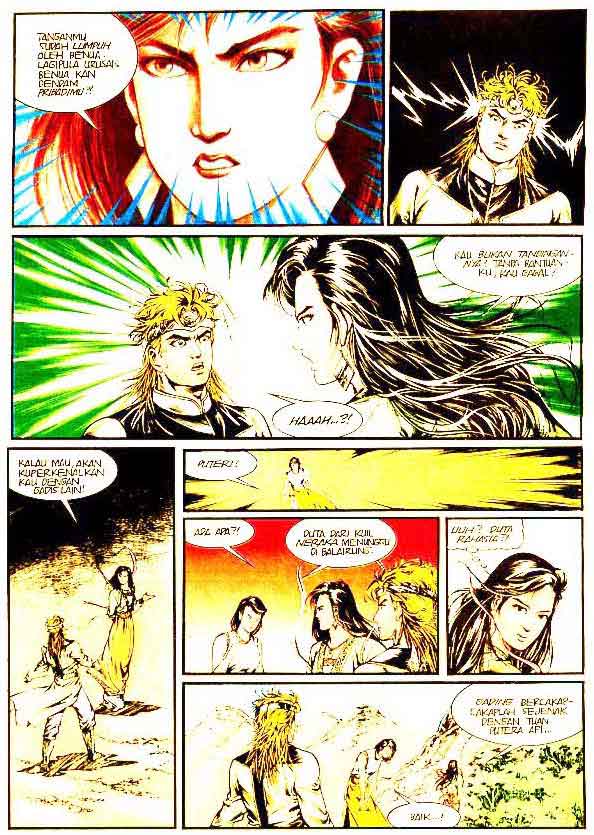 TANGANMU
SUDAH LUMPUH
OLEH BENUA.
LAGIPULA URUSAN
BENUA KAN
DENDAM
PRIBADIMU?!
KAU BUKAN TANDINGAN-
NYA! TANPA BANTUAN-
KU, KAU GAGAL!
HAAAH...?!
KALAU MAU, AKAN
KUPERKENALKAN
KAU DENGAN
GADIS LAIN!
PUTERI!
ADA APA?!
DUTA DARI KUIL
NERAKA MENUNGGU
DI BALAIRUNG.
UUH? DUTA
RAHASIA?!
GADING BERCAKAP-
CAKAPLAH SEJENAK
DENGAN TUAN
PUTERA API...
BAIK...!